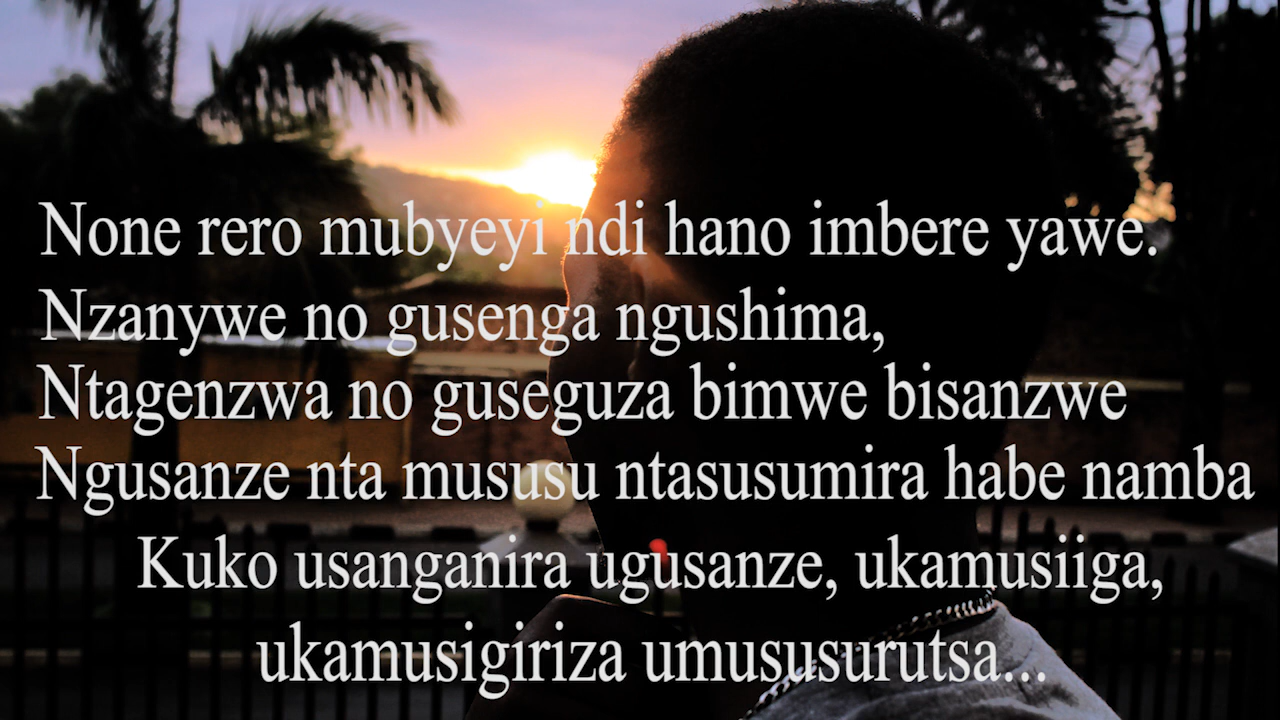 None rero mubyeyi ndi hano imbere yawe.
Nzanywe no gusenga ngushima,
Ntagenzwa no guseguza bimwe bisanzwe
Ngusanze nta mususu ntasusumira habe namba
Kuko usanganira ugusanze, ukamusiiga,
ukamusigiriza umususurutsa...